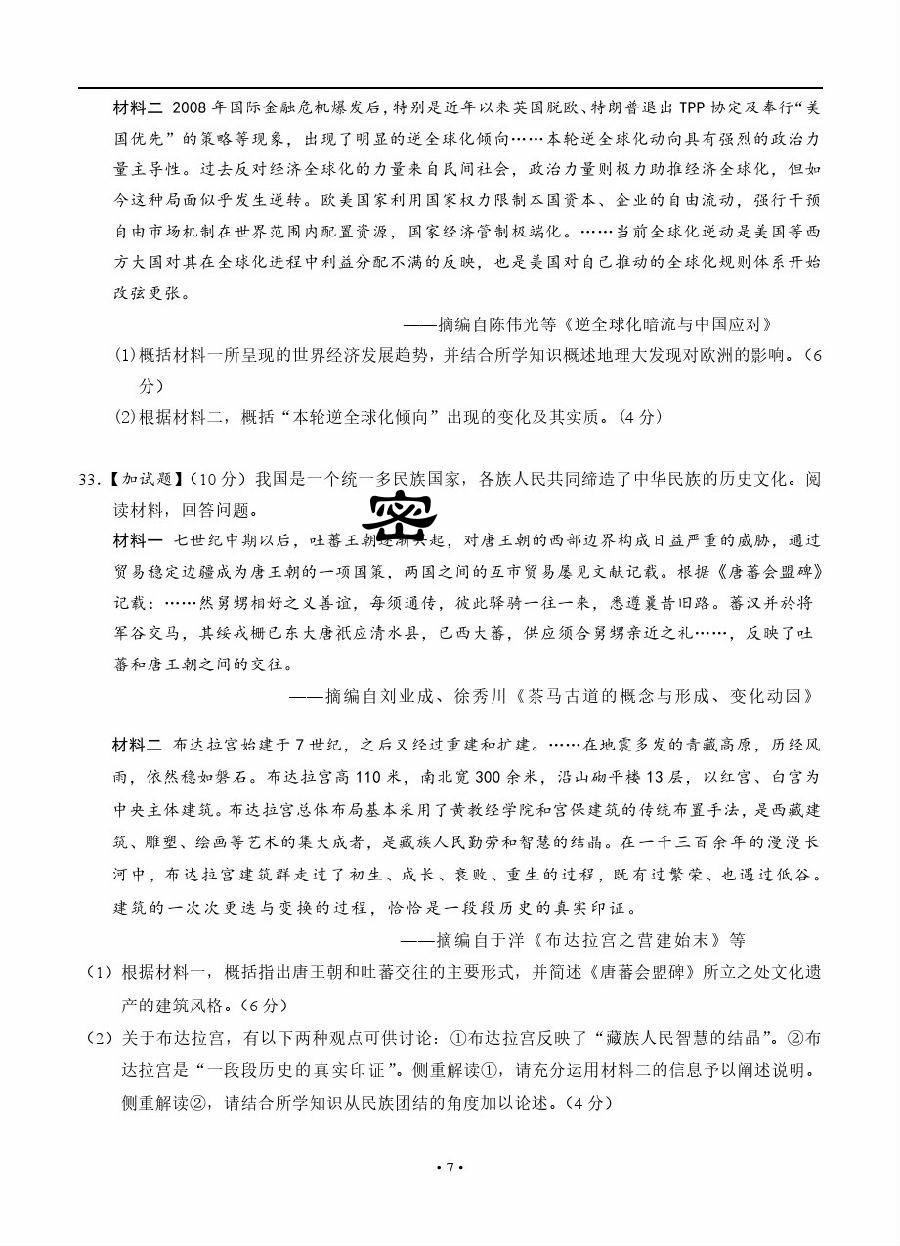 材料二 2008 年国际金融危机爆发后，特别是近年以来英国脱欧、特朗普退出 TPP 协定及奉行“美
国优先”的策略等现象，出现了明显的逆全球化倾向……本轮逆全球化动向具有强烈的政治力
量主导性。过去反对经济全球化的力量来自民间社会，政治力量则极力助推经济全球化，但如
今这种局面似乎发生逆转。欧美国家利用国家权力限制本国资本、企业的自由流动，强行干预
自由市场机制在世界范围内配置资源，国家经济管制极端化。……当前全球化逆动是美国等西
方大国对其在全球化进程中利益分配不满的反映，也是美国对自己推动的全球化规则体系开始
改弦更张。
——摘编自陈伟光等《逆全球化暗流与中国应对》
(1)概括材料一所呈现的世界经济发展趋势，并结合所学知识概述地理大发现对欧洲的影响。（6
分）
(2)根据材料二，概括“本轮逆全球化倾向”出现的变化及其实质。(4 分)
33.【加试题】（10 分）我国是一个统一多民族国家，各族人民共同缔造了中华民族的历史文化。阅
读材料，回答问题。
密
材料一 七世纪中期以后，吐蕃王朝逐渐兴起，对唐王朝的西部边界构成日益严重的威胁，通过
贸易稳定边疆成为唐王朝的一项国策，两国之间的互市贸易屡见文献记载。根据《唐蕃会盟碑》
记载：……然舅甥相好之义善谊，每须通传，彼此驿骑一往一来，悉遵曩昔旧路。蕃汉并於将
军谷交马，其绥戎栅已东大唐祇应清水县，已西大蕃，供应须合舅甥亲近之礼……，反映了吐
蕃和唐王朝之间的交往。
——摘编自刘业成、徐秀川《茶马古道的概念与形成、变化动因》
材料二 布达拉宫始建于 7 世纪，之后又经过重建和扩建。……在地震多发的青藏高原，历经风
雨，依然稳如磐石。布达拉宫高 110 米，南北宽 300 余米，沿山砌平楼 13 层，以红宫、白宫为
中央主体建筑。布达拉宫总体布局基本采用了黄教经学院和宫保建筑的传统布置手法，是西藏建
筑、雕塑、绘画等艺术的集大成者，是藏族人民勤劳和智慧的结晶。在一千三百余年的漫漫长
河中，布达拉宫建筑群走过了初生、成长、衰败、重生的过程，既有过繁荣、也遇过低谷。
建筑的一次次更迭与变换的过程，恰恰是一段段历史的真实印证。
——摘编自于洋《布达拉宫之营建始末》等
（1）根据材料一，概括指出唐王朝和吐蕃交往的主要形式，并简述《唐蕃会盟碑》所立之处文化遗
产的建筑风格。（6 分）
（2）关于布达拉宫，有以下两种观点可供讨论：①布达拉宫反映了“藏族人民智慧的结晶”。②布
达拉宫是“一段段历史的真实印证”。侧重解读①，请充分运用材料二的信息予以阐述说明。
侧重解读②，请结合所学知识从民族团结的角度加以论述。（4 分）
• 7 •